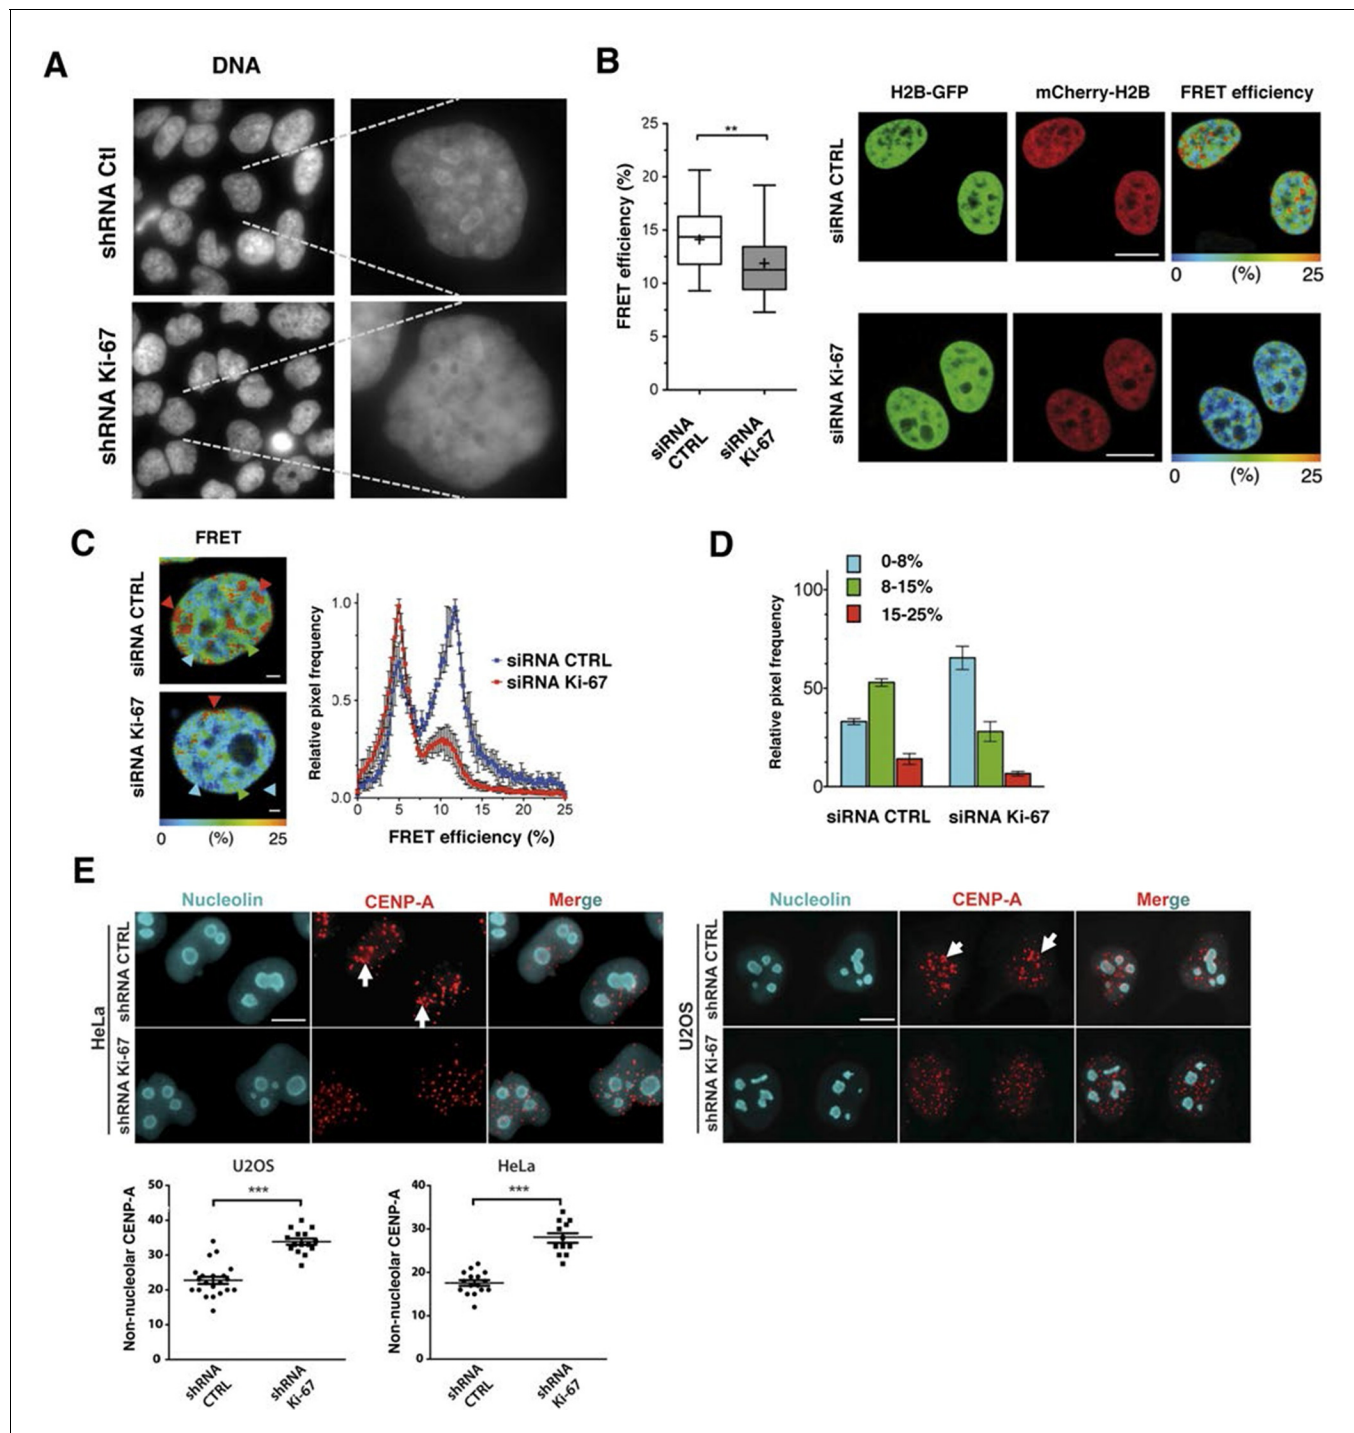 A
DNA
shRNA Ctl
shRNA Ki-67
B
25
20
15
10
5
0
FRET efficiency (%)
**
siRNA CTRL
siRNA Ki-67
H2B-GFP
mCherry-H2B
FRET efficiency
siRNA CTRL
0 (%) 25
siRNA Ki-67
0 (%) 25
C
FRET
siRNA CTRL
siRNA Ki-67
0 (%) 25
Relative pixel frequency
1.0
0.5
0.0
0 5 10 15 20 25
FRET efficiency (%)
siRNA CTRL
siRNA Ki-67
D
0-8%
8-15%
15-25%
Relative pixel frequency
100
50
0
siRNA CTRL siRNA Ki-67
E
Nucleolin CENP-A Merge
HeLa
shRNA CTRL
shRNA Ki-67
Nucleolin CENP-A Merge
U2OS
shRNA CTRL
shRNA Ki-67
U2OS
***
Non-nucleolar CENP-A
50
40
30
20
10
0
shRNA CTRL
shRNA Ki-67
HeLa
***
Non-nucleolar CENP-A
40
30
20
10
0
shRNA CTRL
shRNA Ki-67